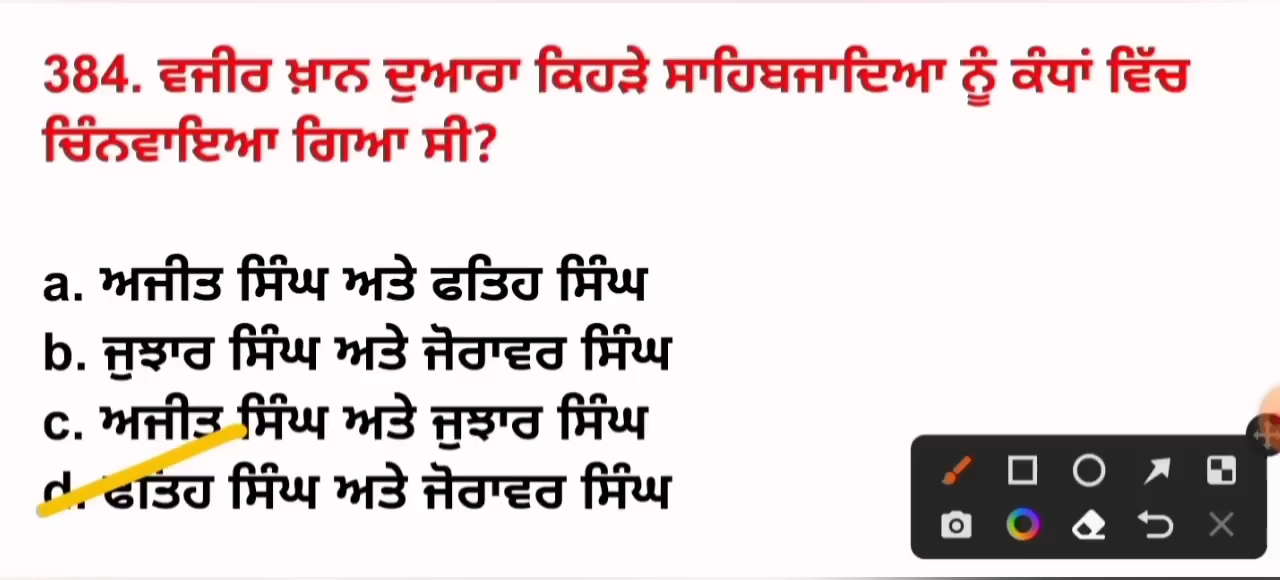 384. ਵਜੀਰ ਖ਼ਾਨ ਦੁਆਰਾ ਕਿਹੜੇ ਸਾਹਿਬਜਾਦਿਆ ਨੂੰ ਕੰਧਾਂ ਵਿੱਚ
ਚਿੰਨਵਾਇਆ ਗਿਆ ਸੀ?
a. ਅਜੀਤ ਸਿੰਘ ਅਤੇ ਫਤਿਹ ਸਿੰਘ
b. ਜੁਝਾਰ ਸਿੰਘ ਅਤੇ ਜੋਰਾਵਰ ਸਿੰਘ
c. ਅਜੀਤ ਸਿੰਘ ਅਤੇ ਜੁਝਾਰ ਸਿੰਘ
d. ਫਤਿਹ ਸਿੰਘ ਅਤੇ ਜੋਰਾਵਰ ਸਿੰਘ